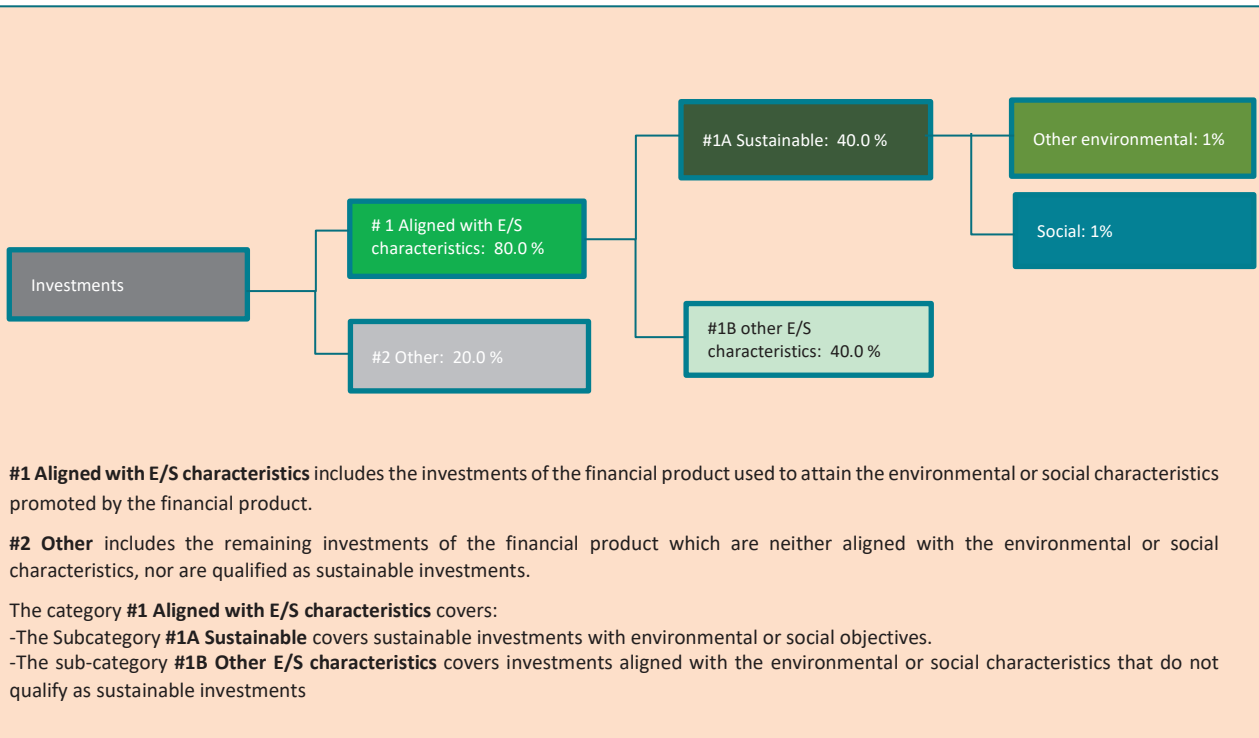 Investments
# 1 Aligned with E/S
characteristics: 80.0 %
#2 Other: 20.0 %
#1A Sustainable: 40.0 %
#1B other E/S
characteristics: 40.0 %
Other environmental: 1%
Social: 1%
#1 Aligned with E/S characteristics includes the investments of the financial product used to attain the environmental or social characteristics
promoted by the financial product.
#2 Other includes the remaining investments of the financial product which are neither aligned with the environmental or social
characteristics, nor are qualified as sustainable investments.
The category #1 Aligned with E/S characteristics covers:
-The Subcategory #1A Sustainable covers sustainable investments with environmental or social objectives.
-The sub-category #1B Other E/S characteristics covers investments aligned with the environmental or social characteristics that do not
qualify as sustainable investments